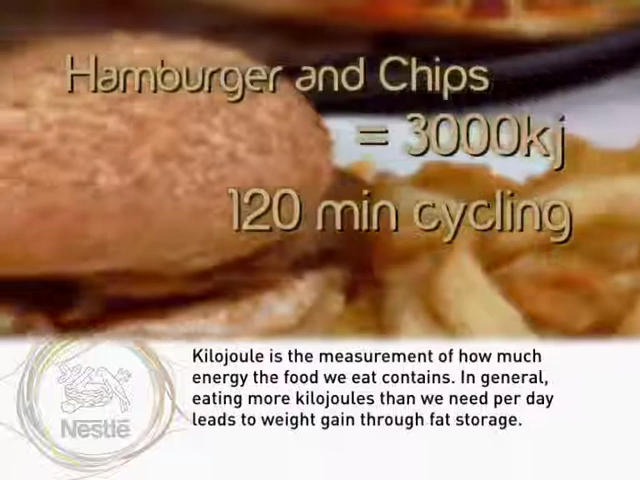 Hamburger and Chips
= 3000kj
120 min cycling
Kilojoule is the measurement of how much
energy the food we eat contains. In general,
eating more kilojoules than we need per day
leads to weight gain through fat storage.
Nestlé